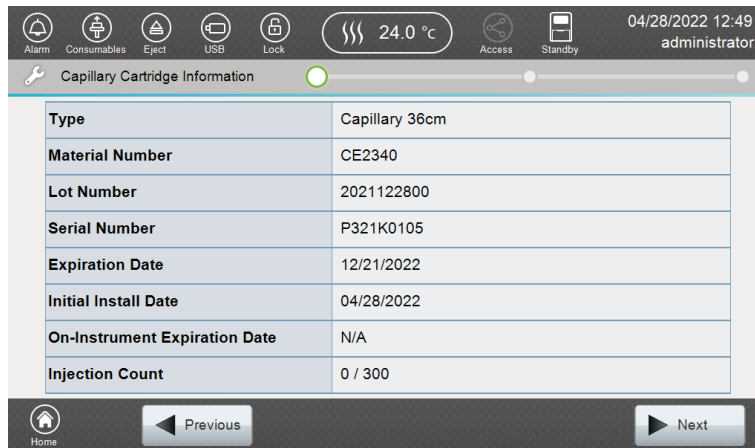 Alarm Consumables Eject USB Lock 24.0 °c Access Standby 04/28/2022 12:49
administrator
Capillary Cartridge Information
Type Capillary 36cm
Material Number CE2340
Lot Number 2021122800
Serial Number P321K0105
Expiration Date 12/21/2022
Initial Install Date 04/28/2022
On-Instrument Expiration Date N/A
Injection Count 0 / 300
Home Previous Next